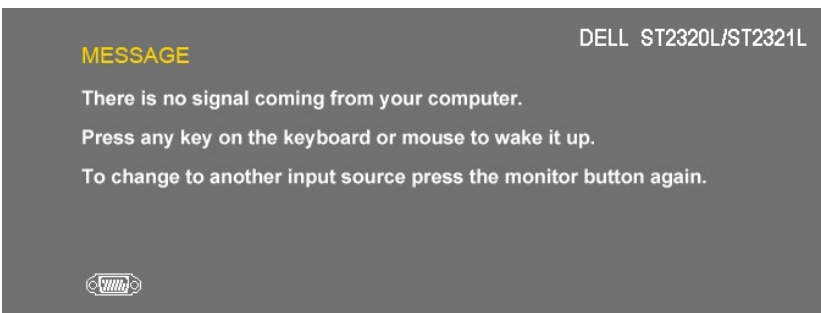 DELL ST2320L/ST2321L
MESSAGE
There is no signal coming from your computer.
Press any key on the keyboard or mouse to wake it up.
To change to another input source press the monitor button again.